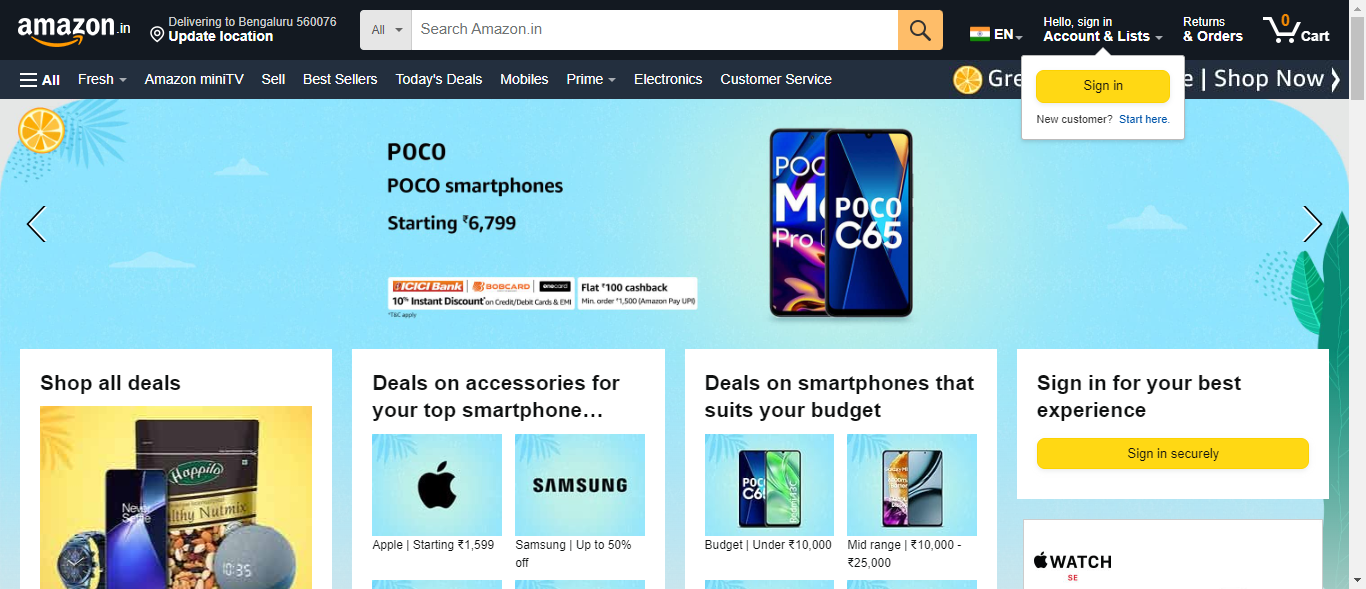 amazon.in
Delivering to Bengaluru 560076
Update location
All
Search Amazon.in
EN
Hello, sign in
Account & Lists
Returns
& Orders
0
Cart
All
Fresh
Amazon miniTV
Sell
Best Sellers
Today's Deals
Mobiles
Prime
Electronics
Customer Service
Gre
e | Shop Now
Sign in
New customer? Start here.
POCO
POCO smartphones
Starting ₹6,799
ICICI Bank | BOBCARD | onecard
10% Instant Discount* on Credit/Debit Cards & EMI
Flat ₹100 cashback
Min. order ₹1,500 (Amazon Pay UPI)
*T&C apply
POCO
C65
Pro
Shop all deals
Happilo
Never
Settle
10:35
Deals on accessories for
your top smartphone…
SAMSUNG
Apple | Starting ₹1,599
Samsung | Up to 50%
off
Deals on smartphones that
suits your budget
Redmi 13C
Budget | Under ₹10,000
Mid range | ₹10,000 -
₹25,000
Sign in for your best
experience
Sign in securely
WATCH
SE